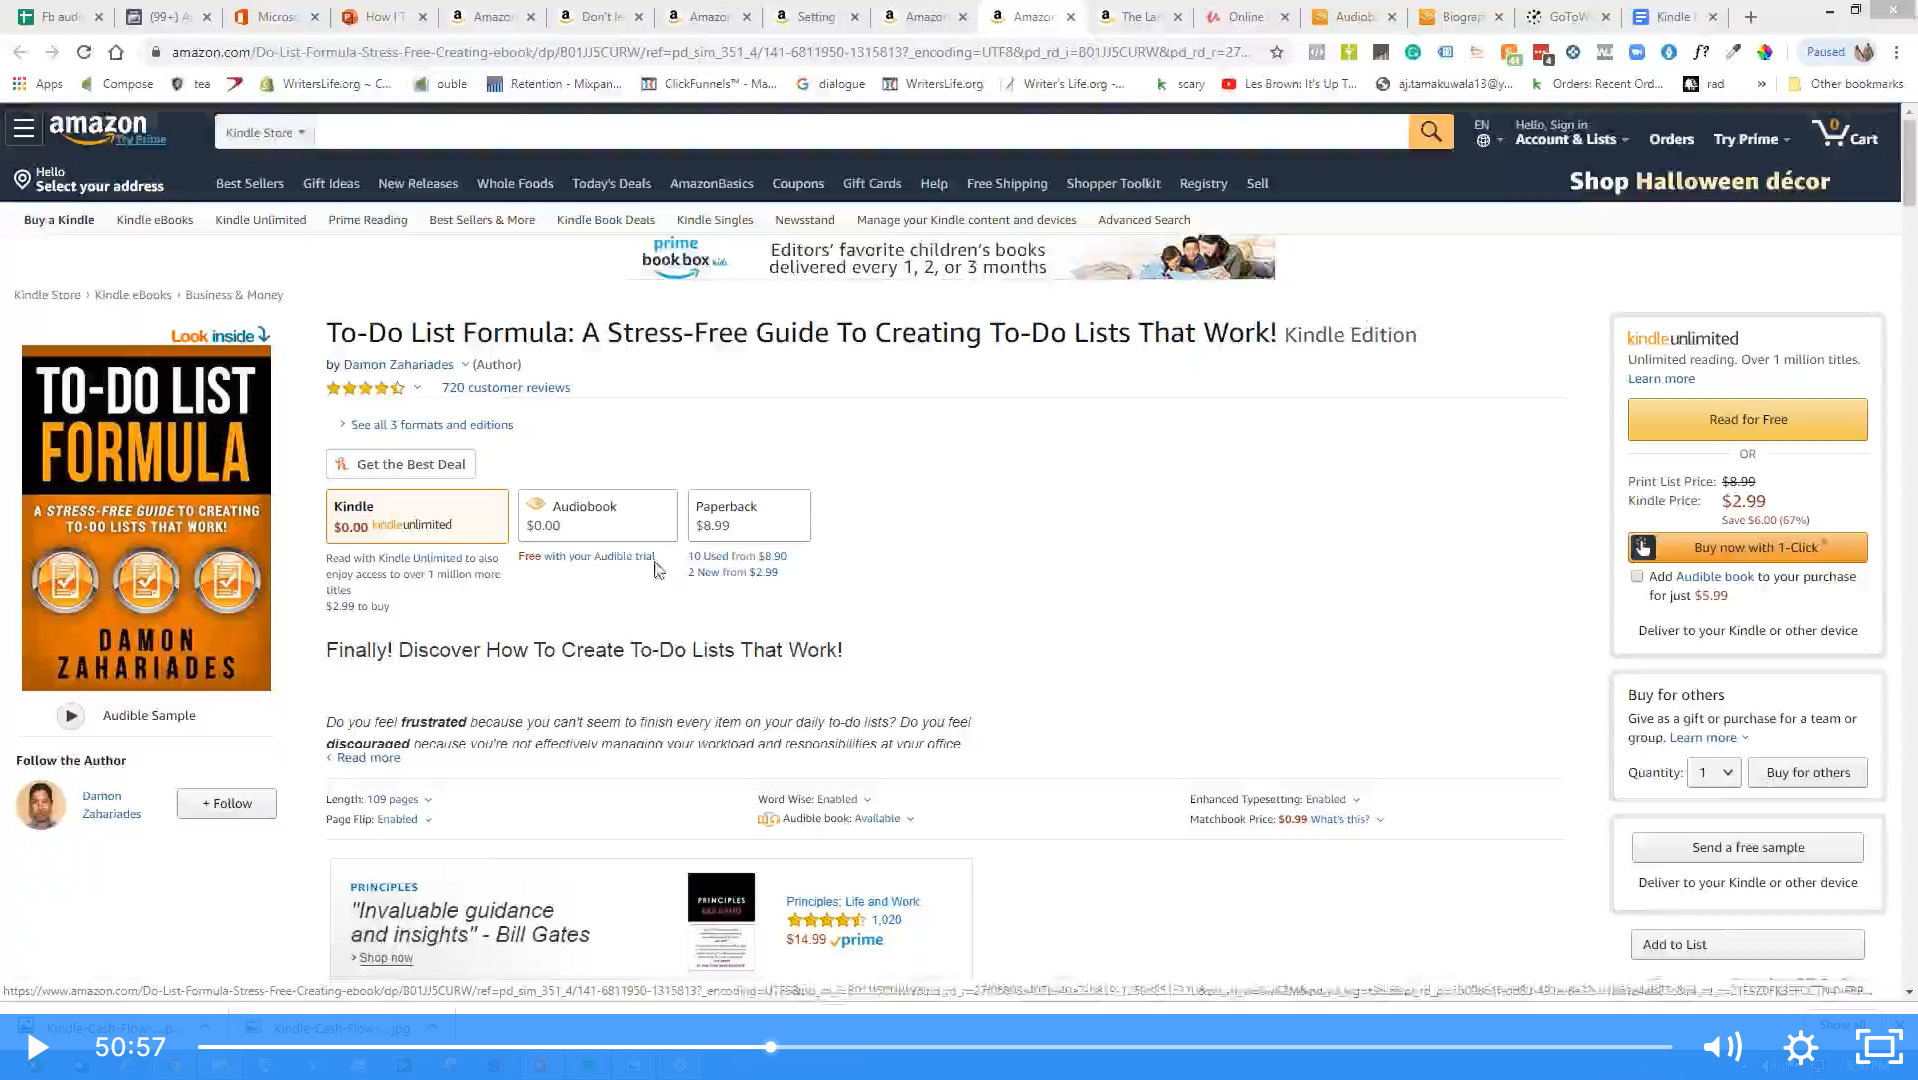 Fb audi
(99+) A
Micros
How I T
Amazon
Don't le
Amazon
Setting
Amazon
Amazon
The Lar
Online
Audiob
Biograp
GoToW
Kindle
amazon.com/Do-List-Formula-Stress-Free-Creating-ebook/dp/B01JJ5CURW/ref=pd_sim_351_4/141-6811950-1315813?_encoding=UTF8&pd_rd_i=B01JJ5CURW&pd_rd_r=27...
Paused
Apps
Compose
tea
WritersLife.org ~ C...
ouble
Retention - Mixpan...
ClickFunnels™ - Ma...
dialogue
WritersLife.org
Writer's Life.org -...
scary
Les Brown: It's Up T...
aj.tamakuwala13@y...
Orders: Recent Ord...
rad
»
Other bookmarks
amazon
Try Prime
Kindle Store
EN
Hello, Sign in
Account & Lists
Orders
Try Prime
0
Cart
Hello
Select your address
Best Sellers
Gift Ideas
New Releases
Whole Foods
Today's Deals
AmazonBasics
Coupons
Gift Cards
Help
Free Shipping
Shopper Toolkit
Registry
Sell
Shop Halloween décor
Buy a Kindle
Kindle eBooks
Kindle Unlimited
Prime Reading
Best Sellers & More
Kindle Book Deals
Kindle Singles
Newsstand
Manage your Kindle content and devices
Advanced Search
prime
book box kids
Editors' favorite children's books
delivered every 1, 2, or 3 months
Kindle Store › Kindle eBooks › Business & Money
Look inside
TO-DO LIST
FORMULA
A STRESS-FREE GUIDE TO CREATING
TO-DO LISTS THAT WORK!
DAMON
ZAHARIADES
Audible Sample
Follow the Author
Damon
Zahariades
+ Follow
To-Do List Formula: A Stress-Free Guide To Creating To-Do Lists That Work! Kindle Edition
by Damon Zahariades (Author)
720 customer reviews
› See all 3 formats and editions
Get the Best Deal
Kindle
$0.00 kindleunlimited
Read with Kindle Unlimited to also
enjoy access to over 1 million more
titles
$2.99 to buy
Audiobook
$0.00
Free with your Audible trial
Paperback
$8.99
10 Used from $8.90
2 New from $2.99
Finally! Discover How To Create To-Do Lists That Work!
Do you feel frustrated because you can't seem to finish every item on your daily to-do lists? Do you feel
discouraged because you're not effectively managing your workload and responsibilities at your office
‹ Read more
Length: 109 pages
Word Wise: Enabled
Enhanced Typesetting: Enabled
Page Flip: Enabled
Audible book: Available
Matchbook Price: $0.99 What's this?
PRINCIPLES
"Invaluable guidance
and insights" - Bill Gates
› Shop now
PRINCIPLES
Principles: Life and Work
1,020
$14.99 prime
kindleunlimited
Unlimited reading. Over 1 million titles.
Learn more
Read for Free
OR
Print List Price: $8.99
Kindle Price: $2.99
Save $6.00 (67%)
Buy now with 1-Click
Add Audible book to your purchase
for just $5.99
Deliver to your Kindle or other device
Buy for others
Give as a gift or purchase for a team or
group. Learn more
Quantity: 1
Buy for others
Send a free sample
Deliver to your Kindle or other device
Add to List
https://www.amazon.com/Do-List-Formula-Stress-Free-Creating-ebook/dp/B01JJ5CURW/ref=pd_sim_351_4/141-6811950-1315813?_encoding=
Kindle-Cash-Flow-....p...
Kindle-Cash-Flow-....jpg
Show all
50:57